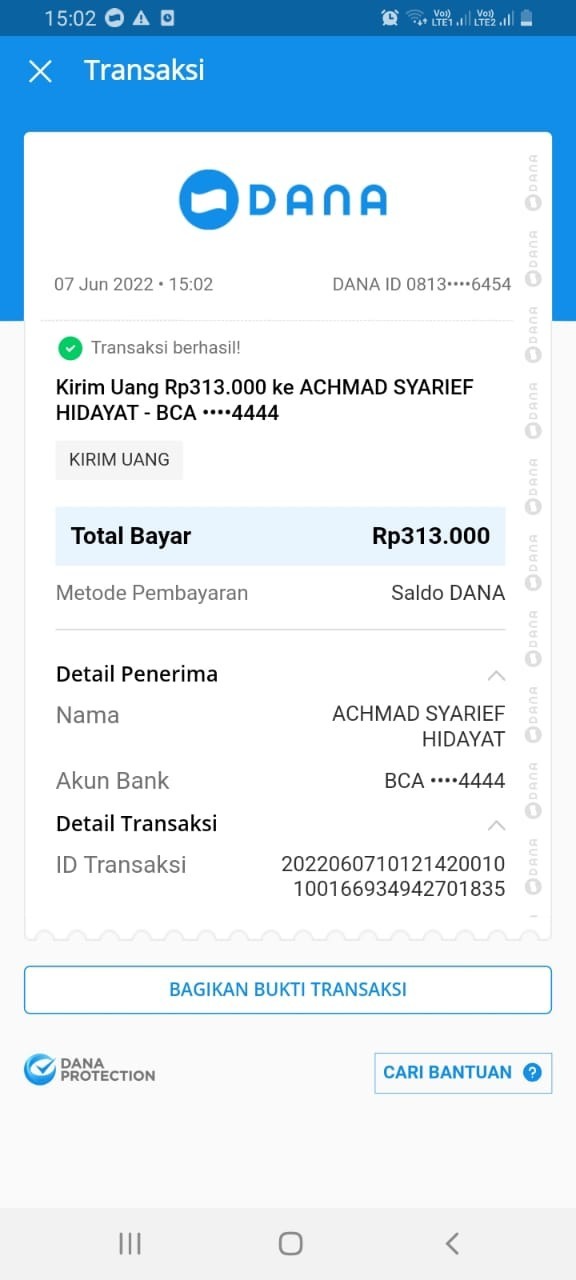 15:02
Vo)) LTE1 Vo)) LTE2
Transaksi
DANA
07 Jun 2022 • 15:02 DANA ID 0813····6454
Transaksi berhasil!
Kirim Uang Rp313.000 ke ACHMAD SYARIEF
HIDAYAT - BCA ····4444
KIRIM UANG
Total Bayar Rp313.000
Metode Pembayaran Saldo DANA
Detail Penerima
Nama ACHMAD SYARIEF
HIDAYAT
Akun Bank BCA ····4444
Detail Transaksi
ID Transaksi 2022060710121420010
100166934942701835
DANA
DANA
DANA
DANA
DANA
DANA
DANA
DANA
DANA
DANA
BAGIKAN BUKTI TRANSAKSI
DANA
PROTECTION
CARI BANTUAN ?